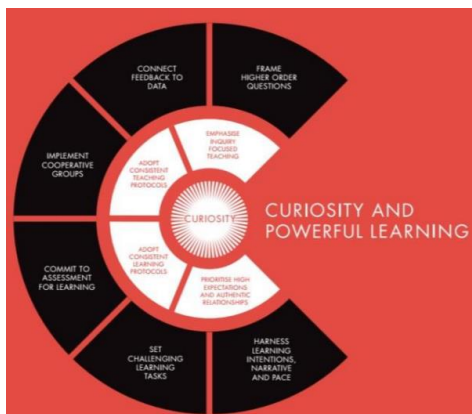 CONNECT
FEEDBACK TO
DATA
FRAME
HIGHER ORDER
QUESTIONS
IMPLEMENT
COOPERATIVE
GROUPS
ADOPT
CONSISTENT
TEACHING
PROTOCOLS
EMPHASISE
INQUIRY
FOCUSED
TEACHING
CURIOSITY
CURIOSITY AND
POWERFUL LEARNING
COMMIT TO
ASSESSMENT
FOR LEARNING
ADOPT
CONSISTENT
LEARNING
PROTOCOLS
PRIORITISE HIGH
EXPECTATIONS
AND AUTHENTIC
RELATIONSHIPS
SET
CHALLENGING
LEARNING
TASKS
HARNESS
LEARNING
INTENTIONS,
NARRATIVE
AND PACE